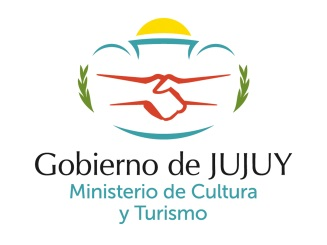 Gobierno de JUJUY
Ministerio de Cultura
y Turismo